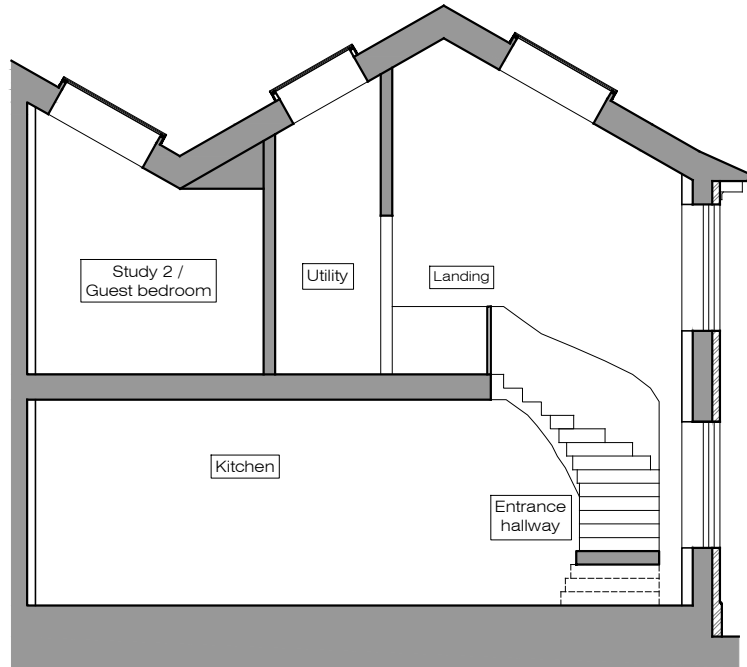 Study 2 /
Guest bedroom
Utility
Landing
Kitchen
Entrance
hallway